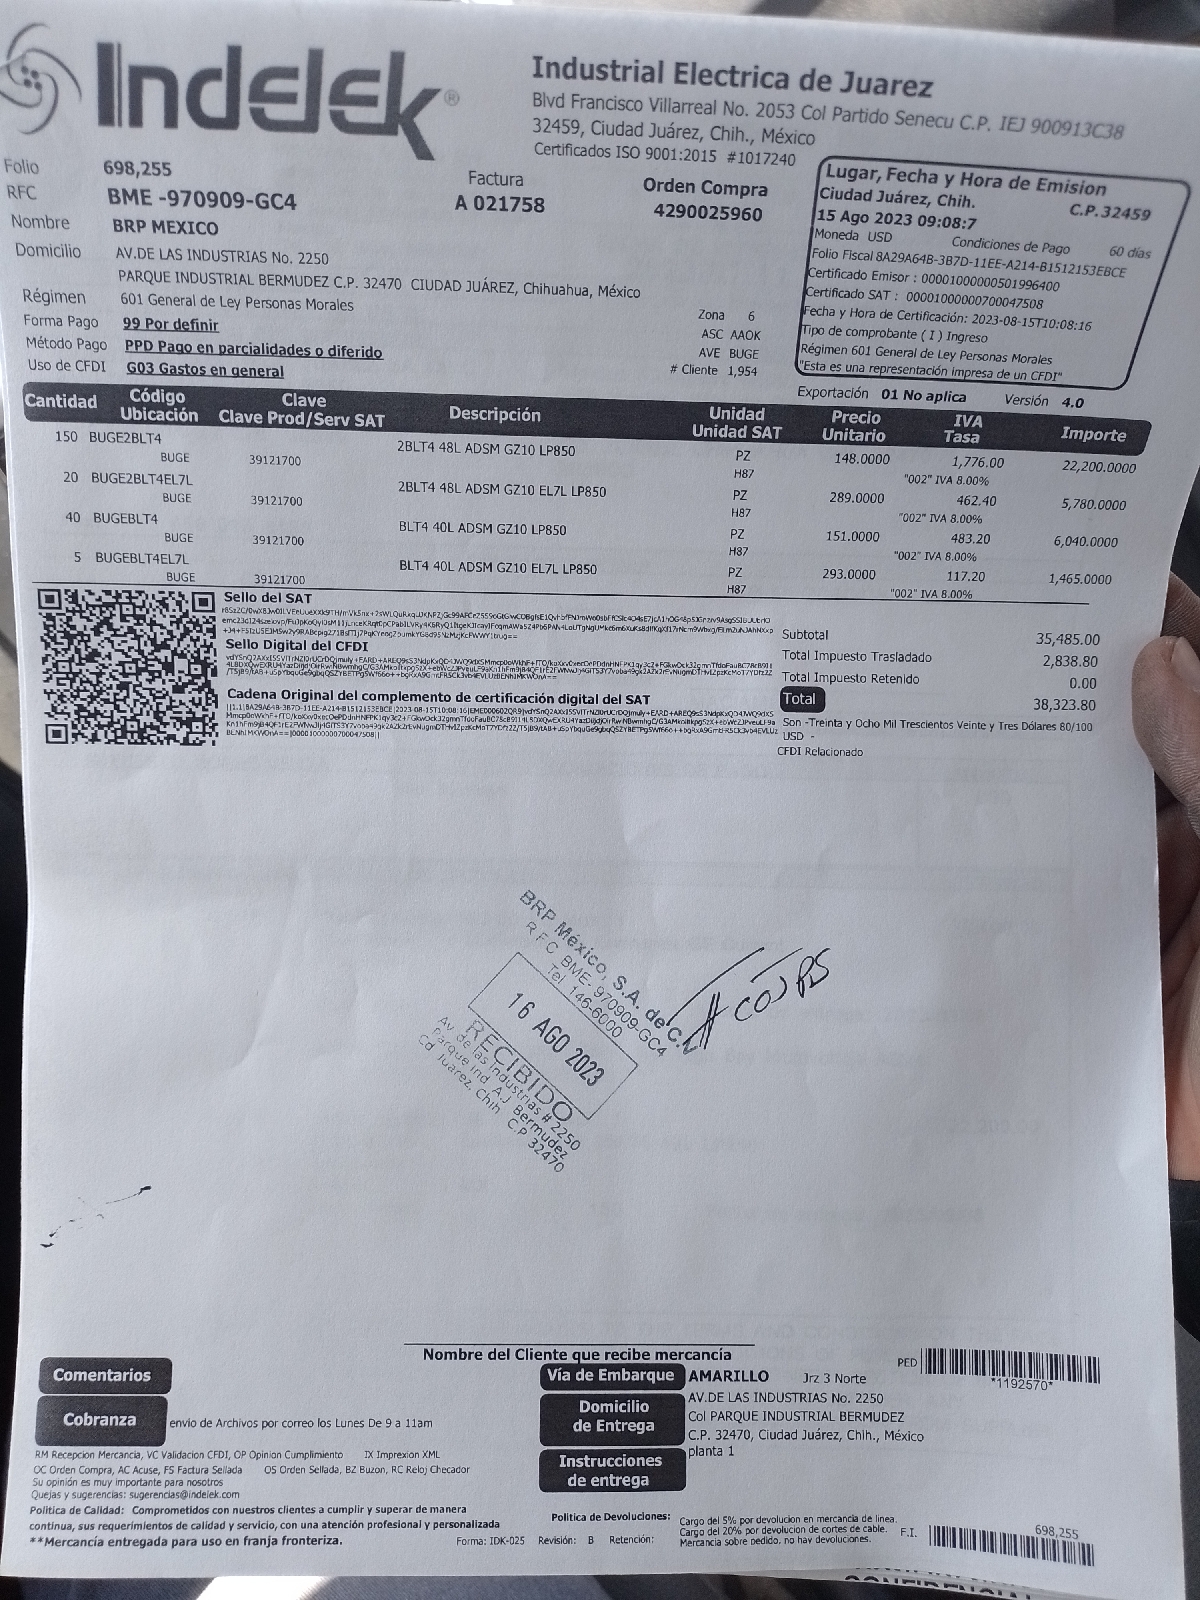 Indelek®
Industrial Electrica de Juarez
Blvd Francisco Villarreal No. 2053 Col Partido Senecu C.P. IEJ 900913C38
32459, Ciudad Juárez, Chih., México
Certificados ISO 9001:2015 #1017240
Folio 698,255
RFC BME -970909-GC4
Factura
A 021758
Orden Compra
4290025960
Nombre BRP MEXICO
Domicilio AV.DE LAS INDUSTRIAS No. 2250
PARQUE INDUSTRIAL BERMUDEZ C.P. 32470 CIUDAD JUÁREZ, Chihuahua, México
Régimen 601 General de Ley Personas Morales
Forma Pago 99 Por definir
Método Pago PPD Pago en parcialidades o diferido
Uso de CFDI G03 Gastos en general
Zona 6
ASC AAOK
AVE BUGE
# Cliente 1,954
Lugar, Fecha y Hora de Emision
Ciudad Juárez, Chih. C.P.32459
15 Ago 2023 09:08:7
Moneda USD Condiciones de Pago 60 días
Folio Fiscal 8A29A64B-3B7D-11EE-A214-B1512153EBCE
Certificado Emisor : 00001000000501996400
Certificado SAT : 00001000000700047508
Fecha y Hora de Certificación: 2023-08-15T10:08:16
Tipo de comprobante ( I ) Ingreso
Régimen 601 General de Ley Personas Morales
"Esta es una representación impresa de un CFDI"
Exportación 01 No aplica Versión 4.0
Cantidad Código Ubicación Clave Clave Prod/Serv SAT Descripción Unidad Unidad SAT Precio Unitario IVA Tasa Importe
150 BUGE2BLT4 2BLT4 48L ADSM GZ10 LP850 PZ 148.0000 1,776.00 22,200.0000
BUGE 39121700 H87 "002" IVA 8.00%
20 BUGE2BLT4EL7L 2BLT4 48L ADSM GZ10 EL7L LP850 PZ 289.0000 462.40 5,780.0000
BUGE 39121700 H87 "002" IVA 8.00%
40 BUGEBLT4 BLT4 40L ADSM GZ10 LP850 PZ 151.0000 483.20 6,040.0000
BUGE 39121700 H87 "002" IVA 8.00%
5 BUGEBLT4EL7L BLT4 40L ADSM GZ10 EL7L LP850 PZ 293.0000 117.20 1,465.0000
BUGE 39121700 H87 "002" IVA 8.00%
Sello del SAT
Sello Digital del CFDI
Cadena Original del complemento de certificación digital del SAT
Subtotal 35,485.00
Total Impuesto Trasladado 2,838.80
Total Impuesto Retenido 0.00
Total 38,323.80
Son -Treinta y Ocho Mil Trescientos Veinte y Tres Dólares 80/100
USD -
CFDI Relacionado
BRP México, S.A. de C.V
R.F.C. BME- 970909-GC4
Tel 146-6000
16 AGO 2023
RECIBIDO
Av. de las Industrias # 2250
Parque Ind. A.J Bermudez
Cd Juarez, Chih C.P 32470
Nombre del Cliente que recibe mercancía
Comentarios
Cobranza envio de Archivos por correo los Lunes De 9 a 11am
Vía de Embarque AMARILLO Jrz 3 Norte
PED *1192570*
Domicilio de Entrega AV.DE LAS INDUSTRIAS No. 2250
Col PARQUE INDUSTRIAL BERMUDEZ
C.P. 32470, Ciudad Juárez, Chih., México
planta 1
Instrucciones de entrega
RM Recepcion Mercancia, VC Validacion CFDI, OP Opinion Cumplimiento IX Imprexion XML
OC Orden Compra, AC Acuse, FS Factura Sellada OS Orden Sellada, BZ Buzon, RC Reloj Checador
Su opinión es muy importante para nosotros
Quejas y sugerencias: sugerencias@indelek.com
Politica de Calidad: Comprometidos con nuestros clientes a cumplir y superar de manera
continua, sus requerimientos de calidad y servicio, con una atención profesional y personalizada
**Mercancia entregada para uso en franja fronteriza.
Forma: IDK-025 Revisión: B Retención:
Politica de Devoluciones: Cargo del 5% por devolucion en mercancia de linea.
Cargo del 20% por devolucion de cortes de cable.
Mercancia sobre pedido, no hay devoluciones.
F.I. 698,255